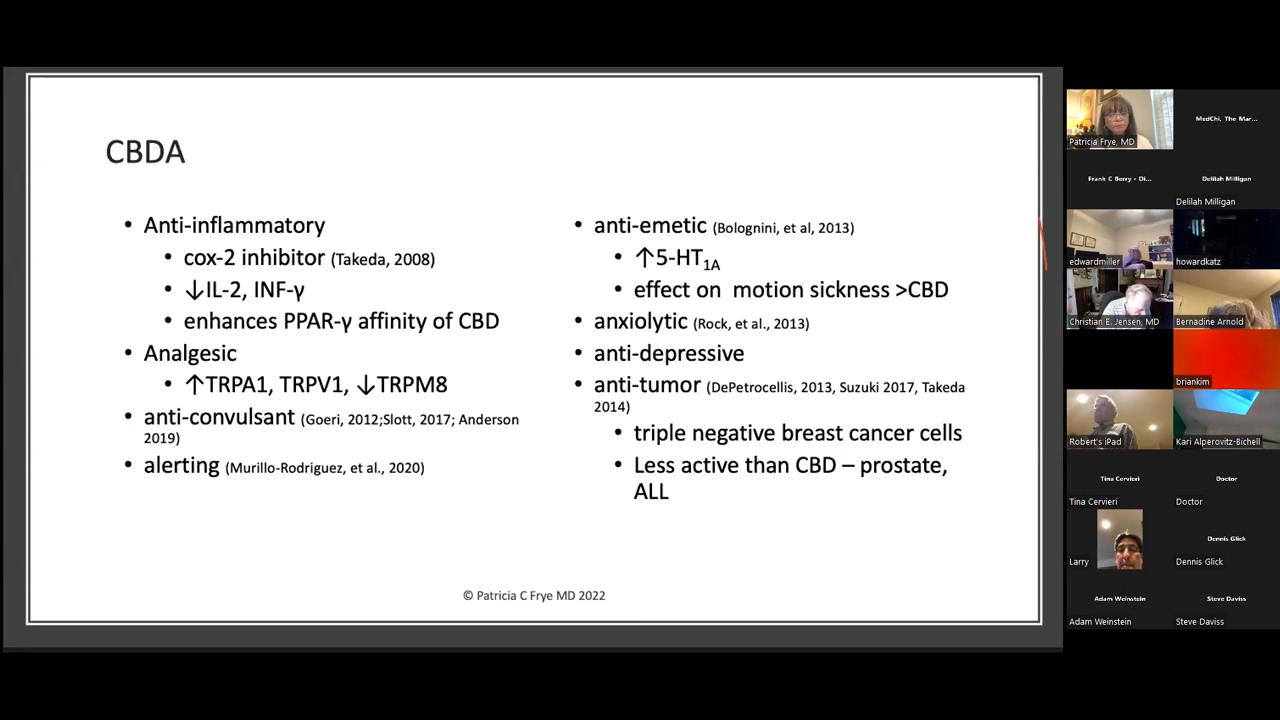 CBDA
• Anti-inflammatory
• cox-2 inhibitor (Takeda, 2008)
• ↓IL-2, INF-γ
• enhances PPAR-γ affinity of CBD
• Analgesic
• ↑TRPA1, TRPV1, ↓TRPM8
• anti-convulsant (Goeri, 2012;Slott, 2017; Anderson
2019)
• alerting (Murillo-Rodriguez, et al., 2020)
• anti-emetic (Bolognini, et al, 2013)
• ↑5-HT1A
• effect on motion sickness >CBD
• anxiolytic (Rock, et al., 2013)
• anti-depressive
• anti-tumor (DePetrocellis, 2013, Suzuki 2017, Takeda
2014)
• triple negative breast cancer cells
• Less active than CBD – prostate,
ALL
© Patricia C Frye MD 2022
Patricia Frye, MD
MedChi, The Mar...
Frank C Berry - Di...
Delilah Milligan
Delilah Milligan
edwardmiller
howardkatz
Christian E. Jensen, MD
Bernadine Arnold
briankim
Robert's iPad
Kari Alperovitz-Bichell
Tina Cervieri
Tina Cervieri
Doctor
Doctor
Larry
Dennis Glick
Dennis Glick
Adam Weinstein
Adam Weinstein
Steve Daviss
Steve Daviss